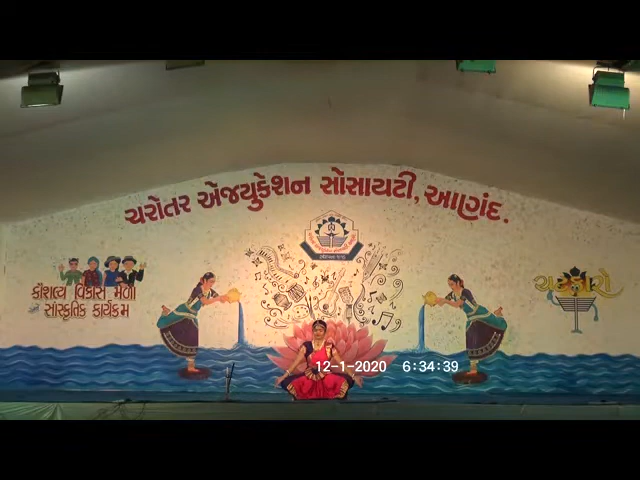 ચરોતર એજ્યુકેશન સોસાયટી, આણંદ.
કૌશલ્ય વિકાસ મેળો
સાંસ્કૃતિક કાર્યક્રમ
12-1-2020 6:34:39